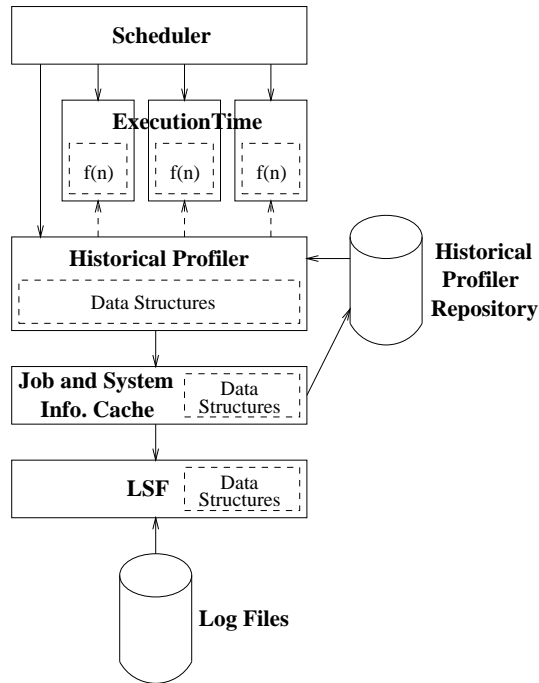 Scheduler
ExecutionTime
f(n)
f(n)
f(n)
Historical Profiler
Data Structures
Historical
Profiler
Repository
Job and System
Info. Cache
Data
Structures
LSF
Data
Structures
Log Files